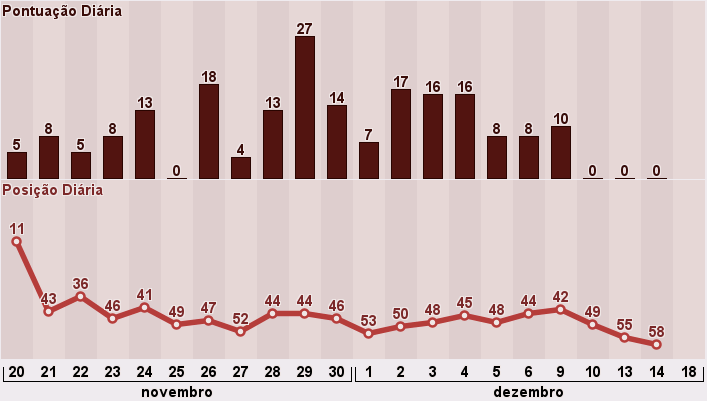 Pontuação Diária
5 8 5 8 13 0 18 4 13 27 14 7 17 16 16 8 8 10 0 0 0
Posição Diária
11 43 36 46 41 49 47 52 44 44 46 53 50 48 45 48 44 42 49 55 58
20 21 22 23 24 25 26 27 28 29 30 1 2 3 4 5 6 9 10 13 14 18
novembro dezembro